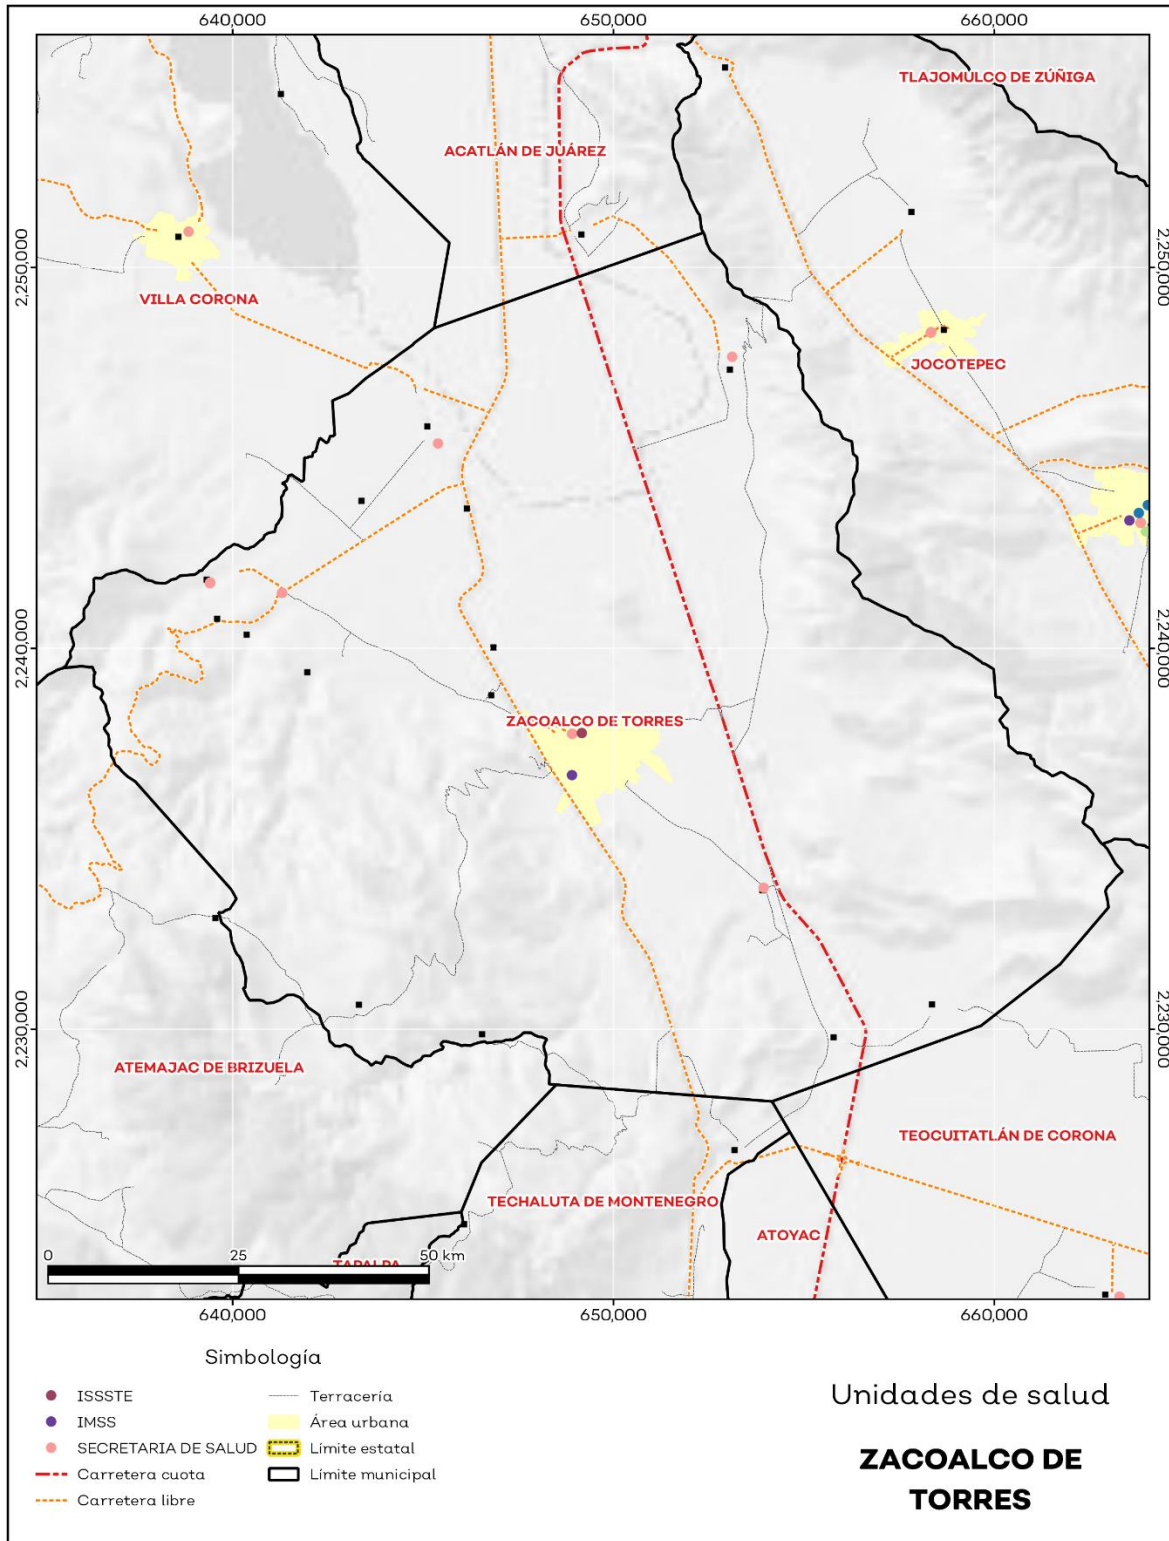 640,000
650,000
660,000
TLAJOMULCO DE ZÚÑIGA
ACATLÁN DE JUÁREZ
2,250,000
2,250,000
VILLA CORONA
JOCOTEPEC
2,240,000
2,240,000
ZACOALCO DE TORRES
2,230,000
2,230,000
ATEMAJAC DE BRIZUELA
TEOCUITATLÁN DE CORONA
TECHALUTA DE MONTENEGRO
ATOYAC
0
25
50 km
TAPALPA
640,000
650,000
660,000
Simbología
ISSSTE
IMSS
SECRETARIA DE SALUD
Carretera cuota
Carretera libre
Terracería
Área urbana
Límite estatal
Límite municipal
Unidades de salud
ZACOALCO DE
TORRES